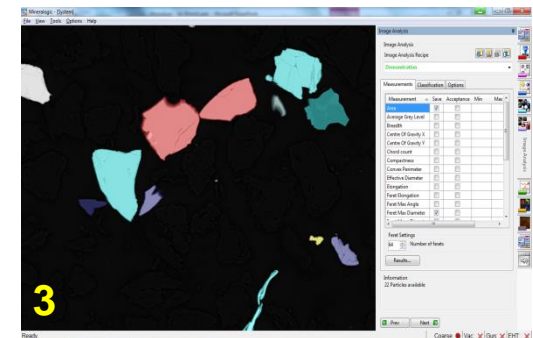 Mineralogic - [System]
File View Tools Options Help
Image Analysis
Image Analysis
Image Analysis Recipe
Demonstration
Measurements Classification Options
Measurement Save Acceptance Min Max
Area
Average Grey Level
Breadth
Centre Of Gravity X
Centre Of Gravity Y
Chord count
Compactness
Convex Perimeter
Effective Diameter
Elongation
Feret Elongation
Feret Max Angle
Feret Max Diameter
Feret Settings
64 Number of ferets
Results...
Information
22 Particles available
Prev Next
Image Analysis
3
Ready
Coarse Vac Gun EHT